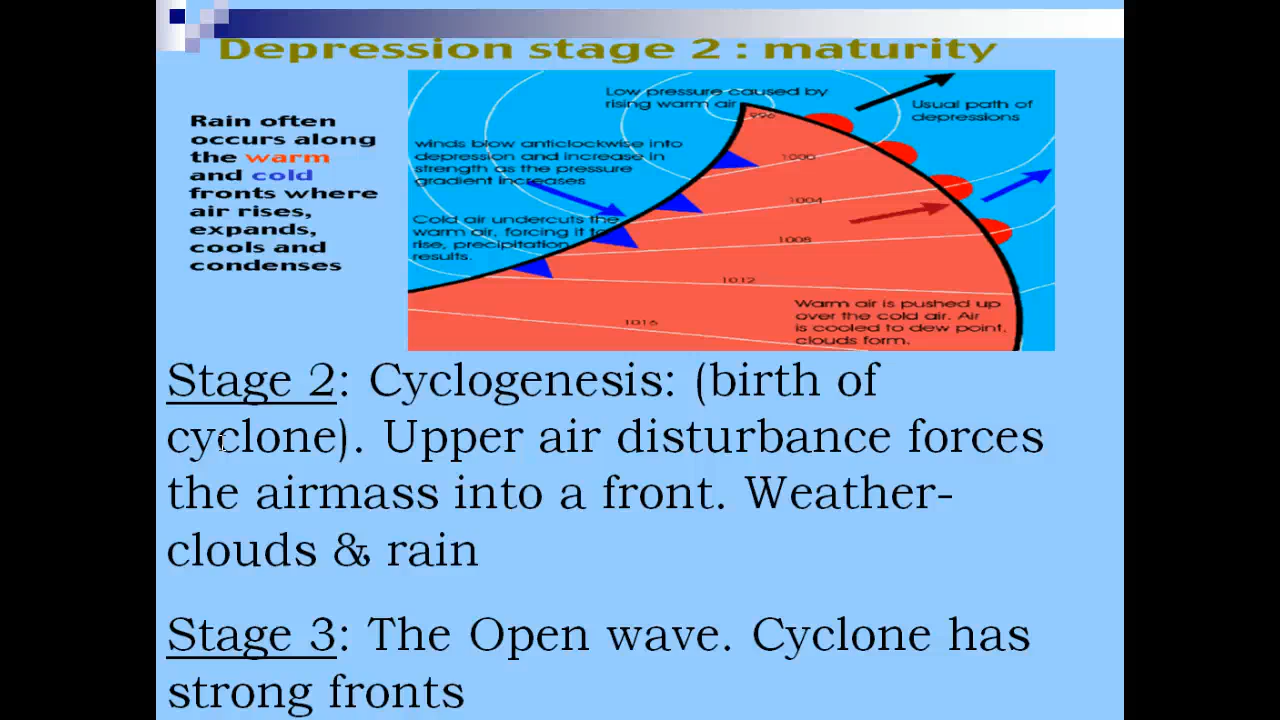 Depression stage 2 : maturity
Rain often
occurs along
the warm
and cold
fronts where
air rises,
expands,
cools and
condenses
Low pressure caused by
rising warm air
996
Usual path of
depressions
winds blow anticlockwise into
depression and increase in
strength as the pressure
gradient increases
1000
1004
Cold air undercuts the
warm air, forcing it to
rise, precipitation
results.
1008
1012
1016
Warm air is pushed up
over the cold air. Air
is cooled to dew point,
clouds form.
Stage 2: Cyclogenesis: (birth of
cyclone). Upper air disturbance forces
the airmass into a front. Weather-
clouds & rain
Stage 3: The Open wave. Cyclone has
strong fronts